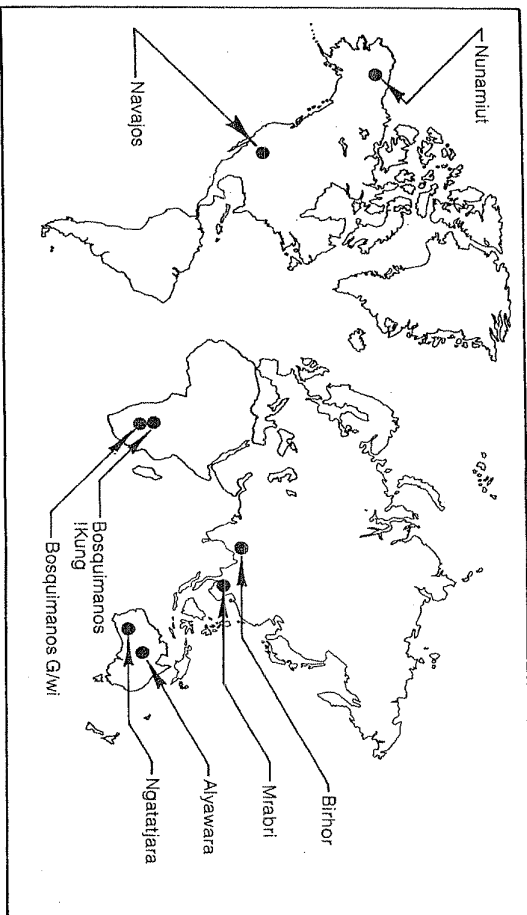 Nunamiut
Navajos
Birhor
Mrabri
Alyawara
Ngatatjara
Bosquimanos
!Kung
Bosquimanos G/wi